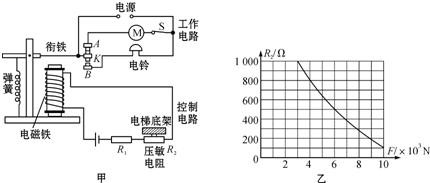 电源
工作
电路
M
S
A
K
B
电铃
衔铁
弹簧
电磁铁
控制
电路
电梯底架
R₁
压敏
电阻
R₂
甲
R₂/Ω
1 000
800
600
400
200
0
2
4
6
8
10
F/×10³N
乙